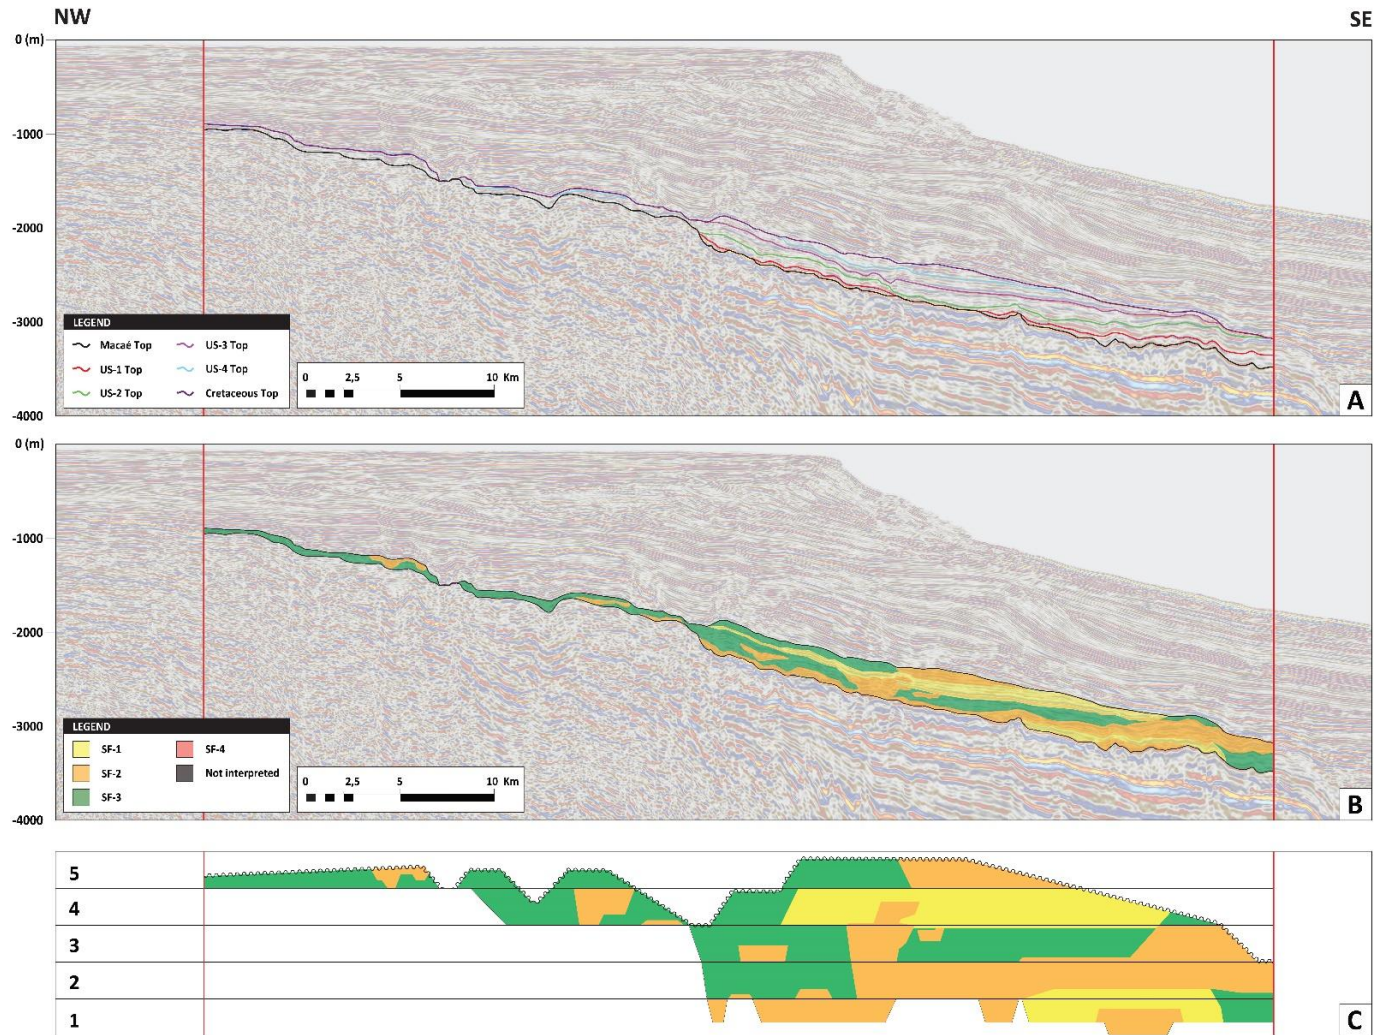 NW SE
0 (m)
-1000
-2000
-3000
-4000
LEGEND
Macaé Top US-3 Top
US-1 Top US-4 Top
US-2 Top Cretaceous Top
0 2,5 5 10 Km
A
0 (m)
-1000
-2000
-3000
-4000
LEGEND
SF-1 SF-4
SF-2 Not interpreted
SF-3
0 2,5 5 10 Km
B
5
4
3
2
1
C